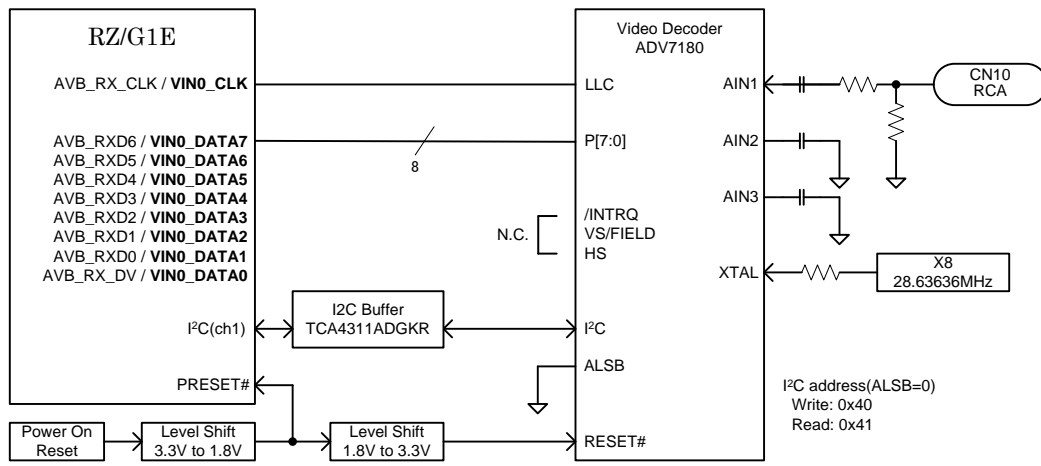 RZ/G1E
AVB_RX_CLK / VIN0_CLK
AVB_RXD6 / VIN0_DATA7
AVB_RXD5 / VIN0_DATA6
AVB_RXD4 / VIN0_DATA5
AVB_RXD3 / VIN0_DATA4
AVB_RXD2 / VIN0_DATA3
AVB_RXD1 / VIN0_DATA2
AVB_RXD0 / VIN0_DATA1
AVB_RX_DV / VIN0_DATA0
I²C(ch1)
PRESET#
Power On
Reset
Level Shift
3.3V to 1.8V
Level Shift
1.8V to 3.3V
I2C Buffer
TCA4311ADGKR
8
N.C.
Video Decoder
ADV7180
LLC
P[7:0]
/INTRQ
VS/FIELD
HS
I²C
ALSB
RESET#
AIN1
AIN2
AIN3
XTAL
CN10
RCA
X8
28.63636MHz
I²C address(ALSB=0)
Write: 0x40
Read: 0x41